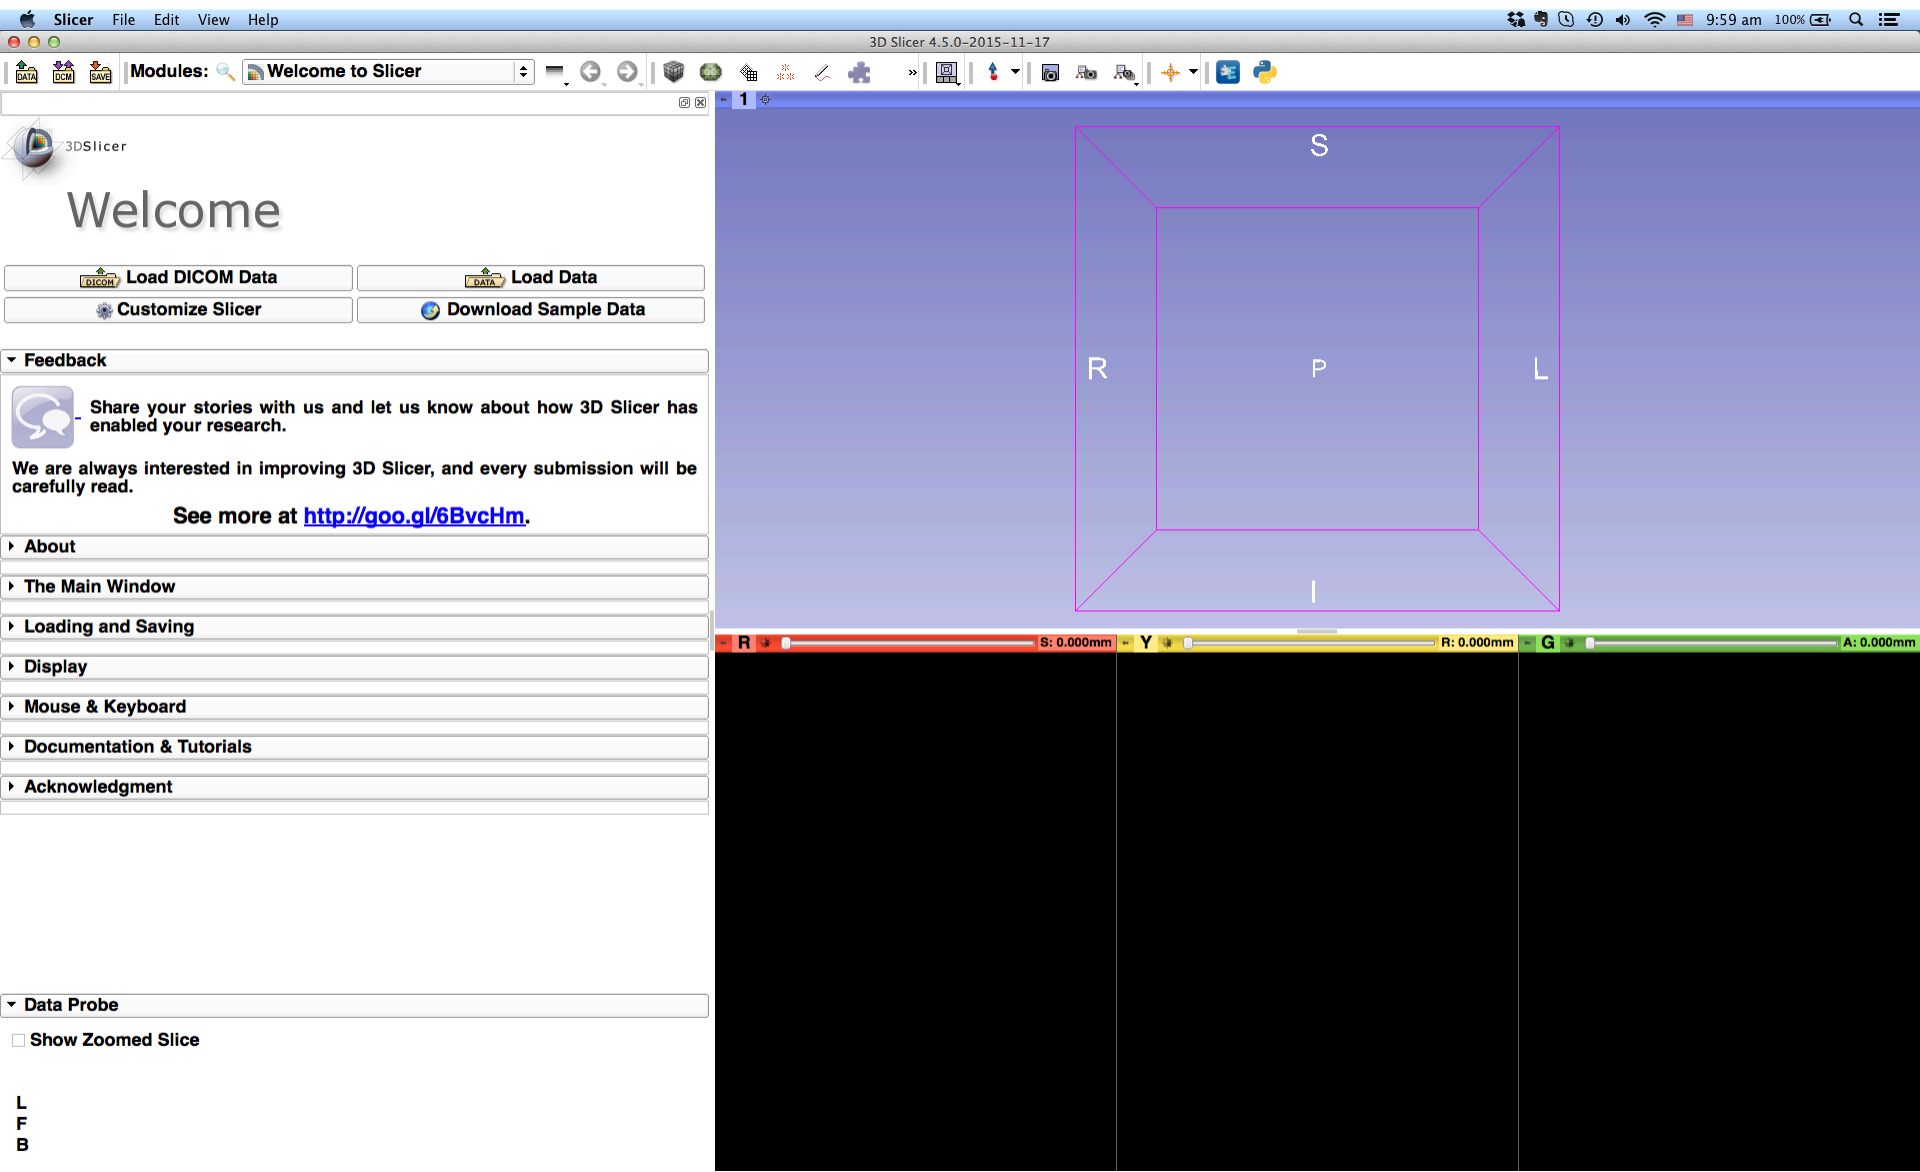 Slicer File Edit View Help 9:59 am 100%
3D Slicer 4.5.0-2015-11-17
DATA DCM SAVE Modules: Welcome to Slicer »
1
3DSlicer
Welcome
DICOM Load DICOM Data DATA Load Data
Customize Slicer Download Sample Data
Feedback
Share your stories with us and let us know about how 3D Slicer has
enabled your research.
We are always interested in improving 3D Slicer, and every submission will be
carefully read.
See more at http://goo.gl/6BvcHm.
About
The Main Window
Loading and Saving
Display
Mouse & Keyboard
Documentation & Tutorials
Acknowledgment
Data Probe
Show Zoomed Slice
L
F
B
S
R P L
I
R S: 0.000mm Y R: 0.000mm G A: 0.000mm